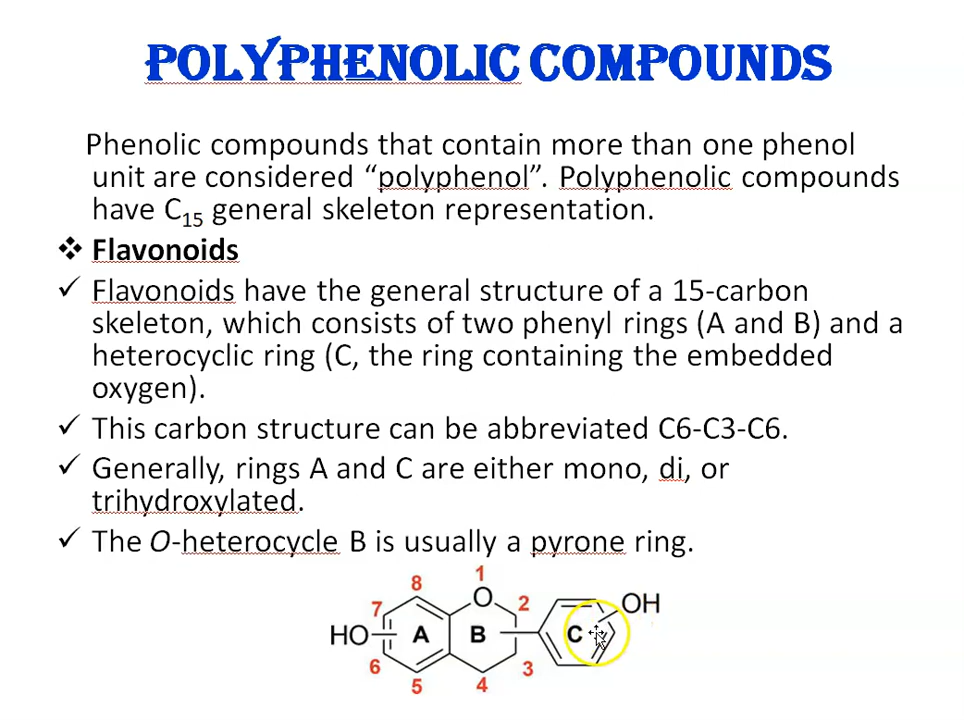 POLYPHENOLIC COMPOUNDS
Phenolic compounds that contain more than one phenol
unit are considered “polyphenol”. Polyphenolic compounds
have C15 general skeleton representation.
❖ Flavonoids
✓ Flavonoids have the general structure of a 15-carbon
skeleton, which consists of two phenyl rings (A and B) and a
heterocyclic ring (C, the ring containing the embedded
oxygen).
✓ This carbon structure can be abbreviated C6-C3-C6.
✓ Generally, rings A and C are either mono, di, or
trihydroxylated.
✓ The O-heterocycle B is usually a pyrone ring.
8 1
7 O 2 OH
HO A B C
6 3
5 4